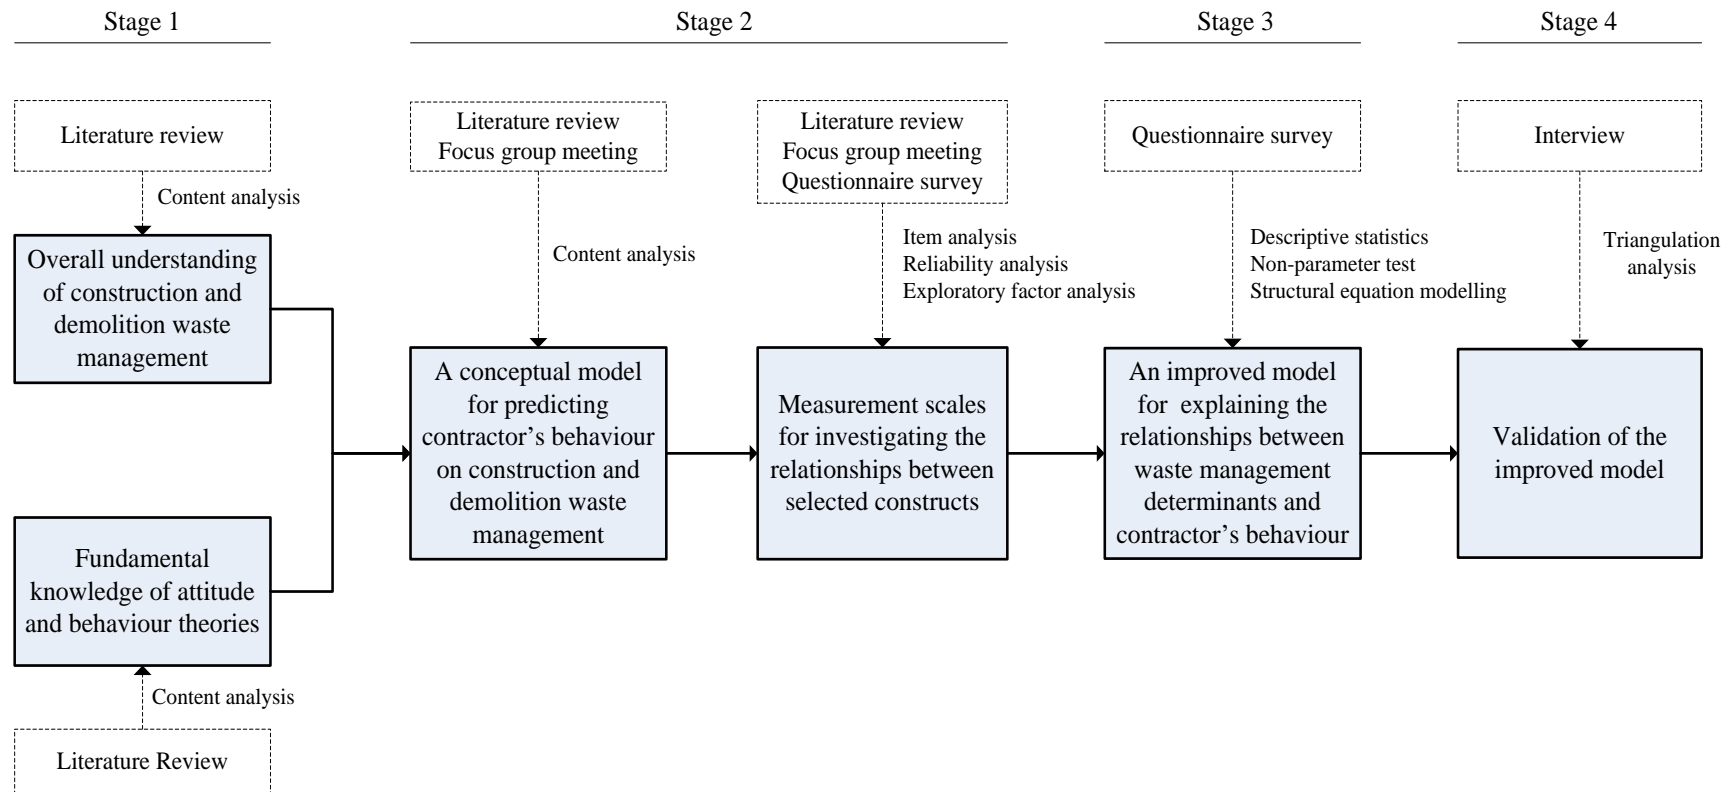 Stage 1
Stage 2
Stage 3
Stage 4
Literature review
Content analysis
Overall understanding
of construction and
demolition waste
management
Fundamental
knowledge of attitude
and behaviour theories
Content analysis
Literature Review
Literature review
Focus group meeting
Content analysis
A conceptual model
for predicting
contractor's behaviour
on construction and
demolition waste
management
Literature review
Focus group meeting
Questionnaire survey
Item analysis
Reliability analysis
Exploratory factor analysis
Measurement scales
for investigating the
relationships between
selected constructs
Questionnaire survey
Descriptive statistics
Non-parameter test
Structural equation modelling
An improved model
for explaining the
relationships between
waste management
determinants and
contractor's behaviour
Interview
Triangulation
analysis
Validation of the
improved model